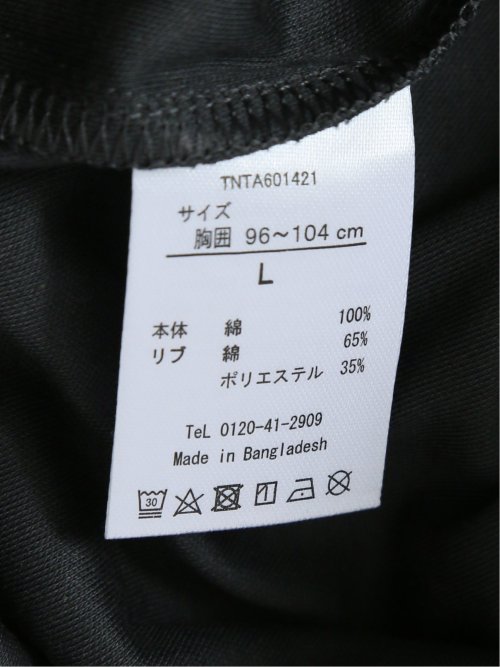 TNTA601421
サイズ
胸囲 96～104 cm
L
本体 綿 100%
リブ 綿 65%
ポリエステル 35%
TeL 0120-41-2909
Made in Bangladesh
30